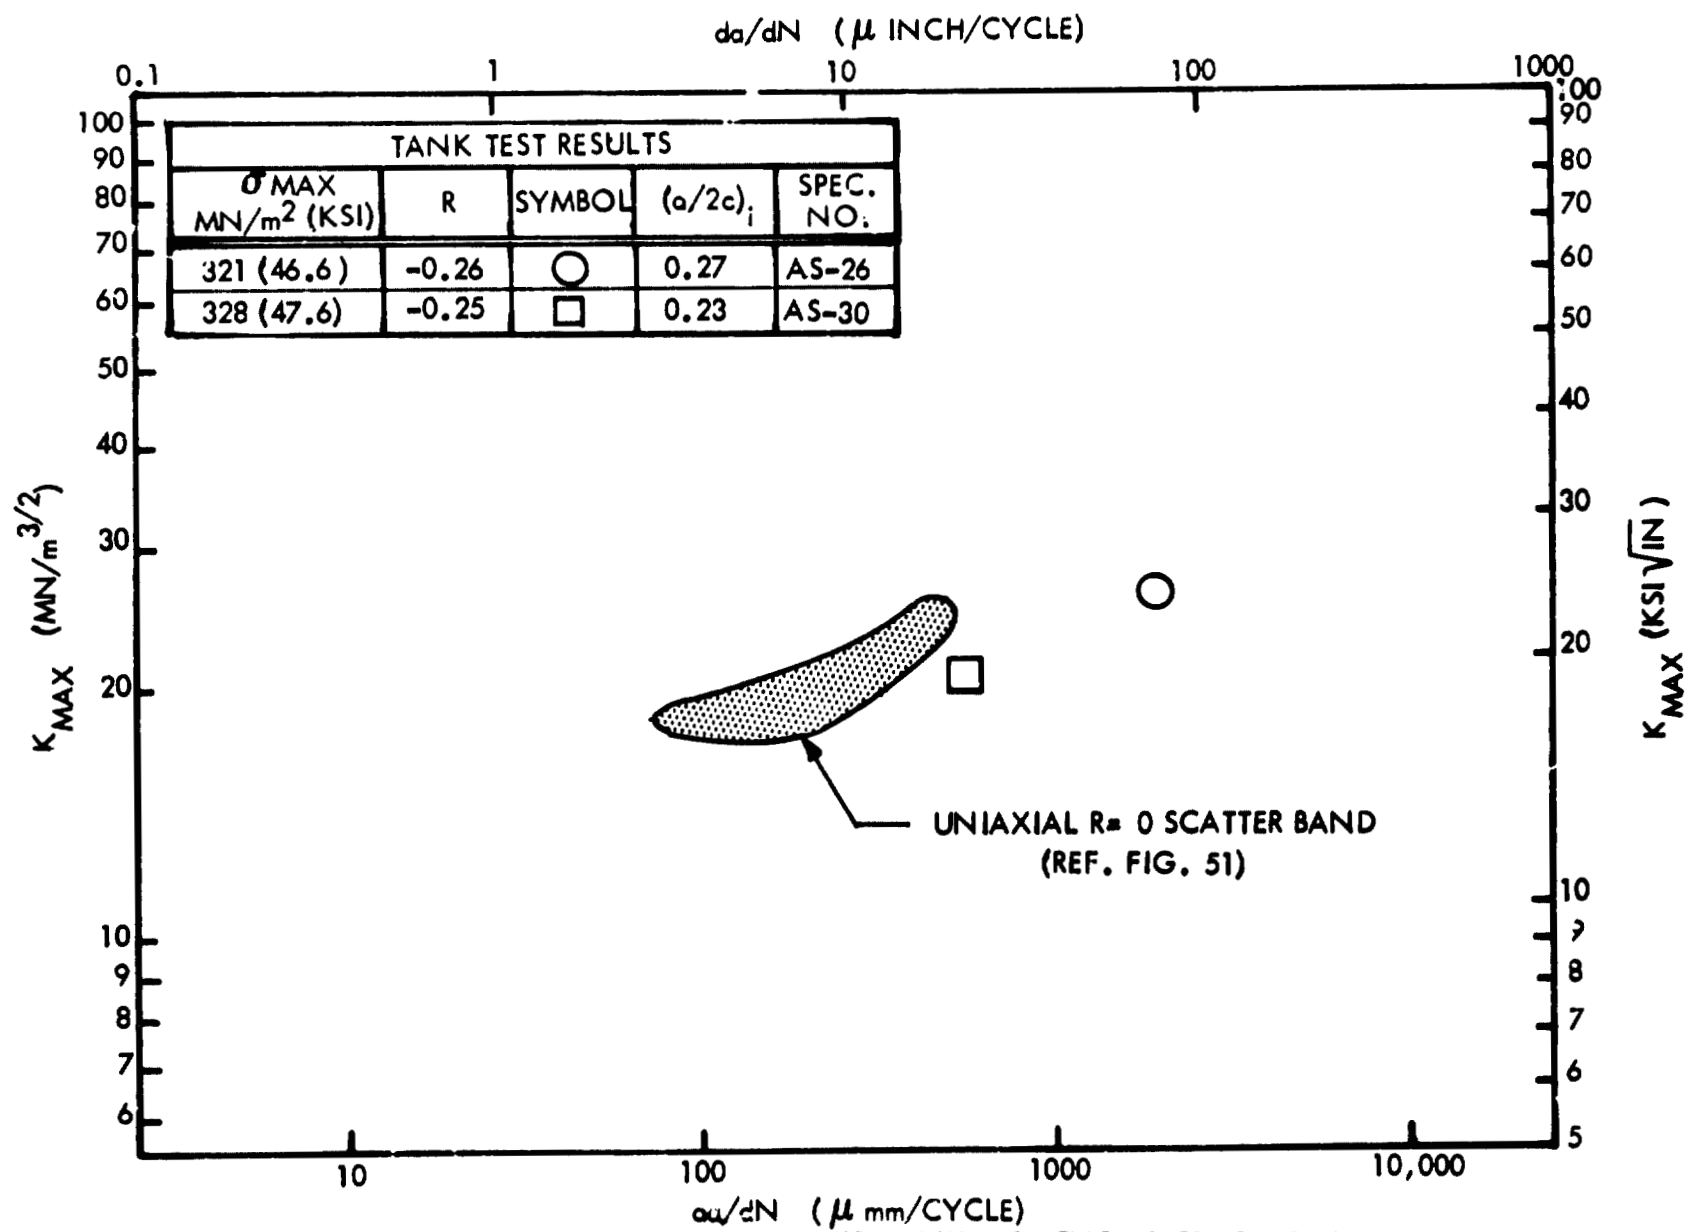 da/dN (μ INCH/CYCLE)
0.1 1 10 100 1000
TANK TEST RESULTS
σ MAX MN/m² (KSI) R SYMBOL (a/2c)i SPEC. NO.
321 (46.6) -0.26 0.27 AS-26
328 (47.6) -0.25 0.23 AS-30
100
90
80
70
60
50
40
30
20
10
9
8
7
6
KMAX (MN/m^3/2)
100
90
80
70
60
50
40
30
20
10
9
8
7
6
5
KMAX (KSI √IN)
UNIAXIAL R= 0 SCATTER BAND
(REF. FIG. 51)
10 100 1000 10,000
/dN (μ mm/CYCLE)